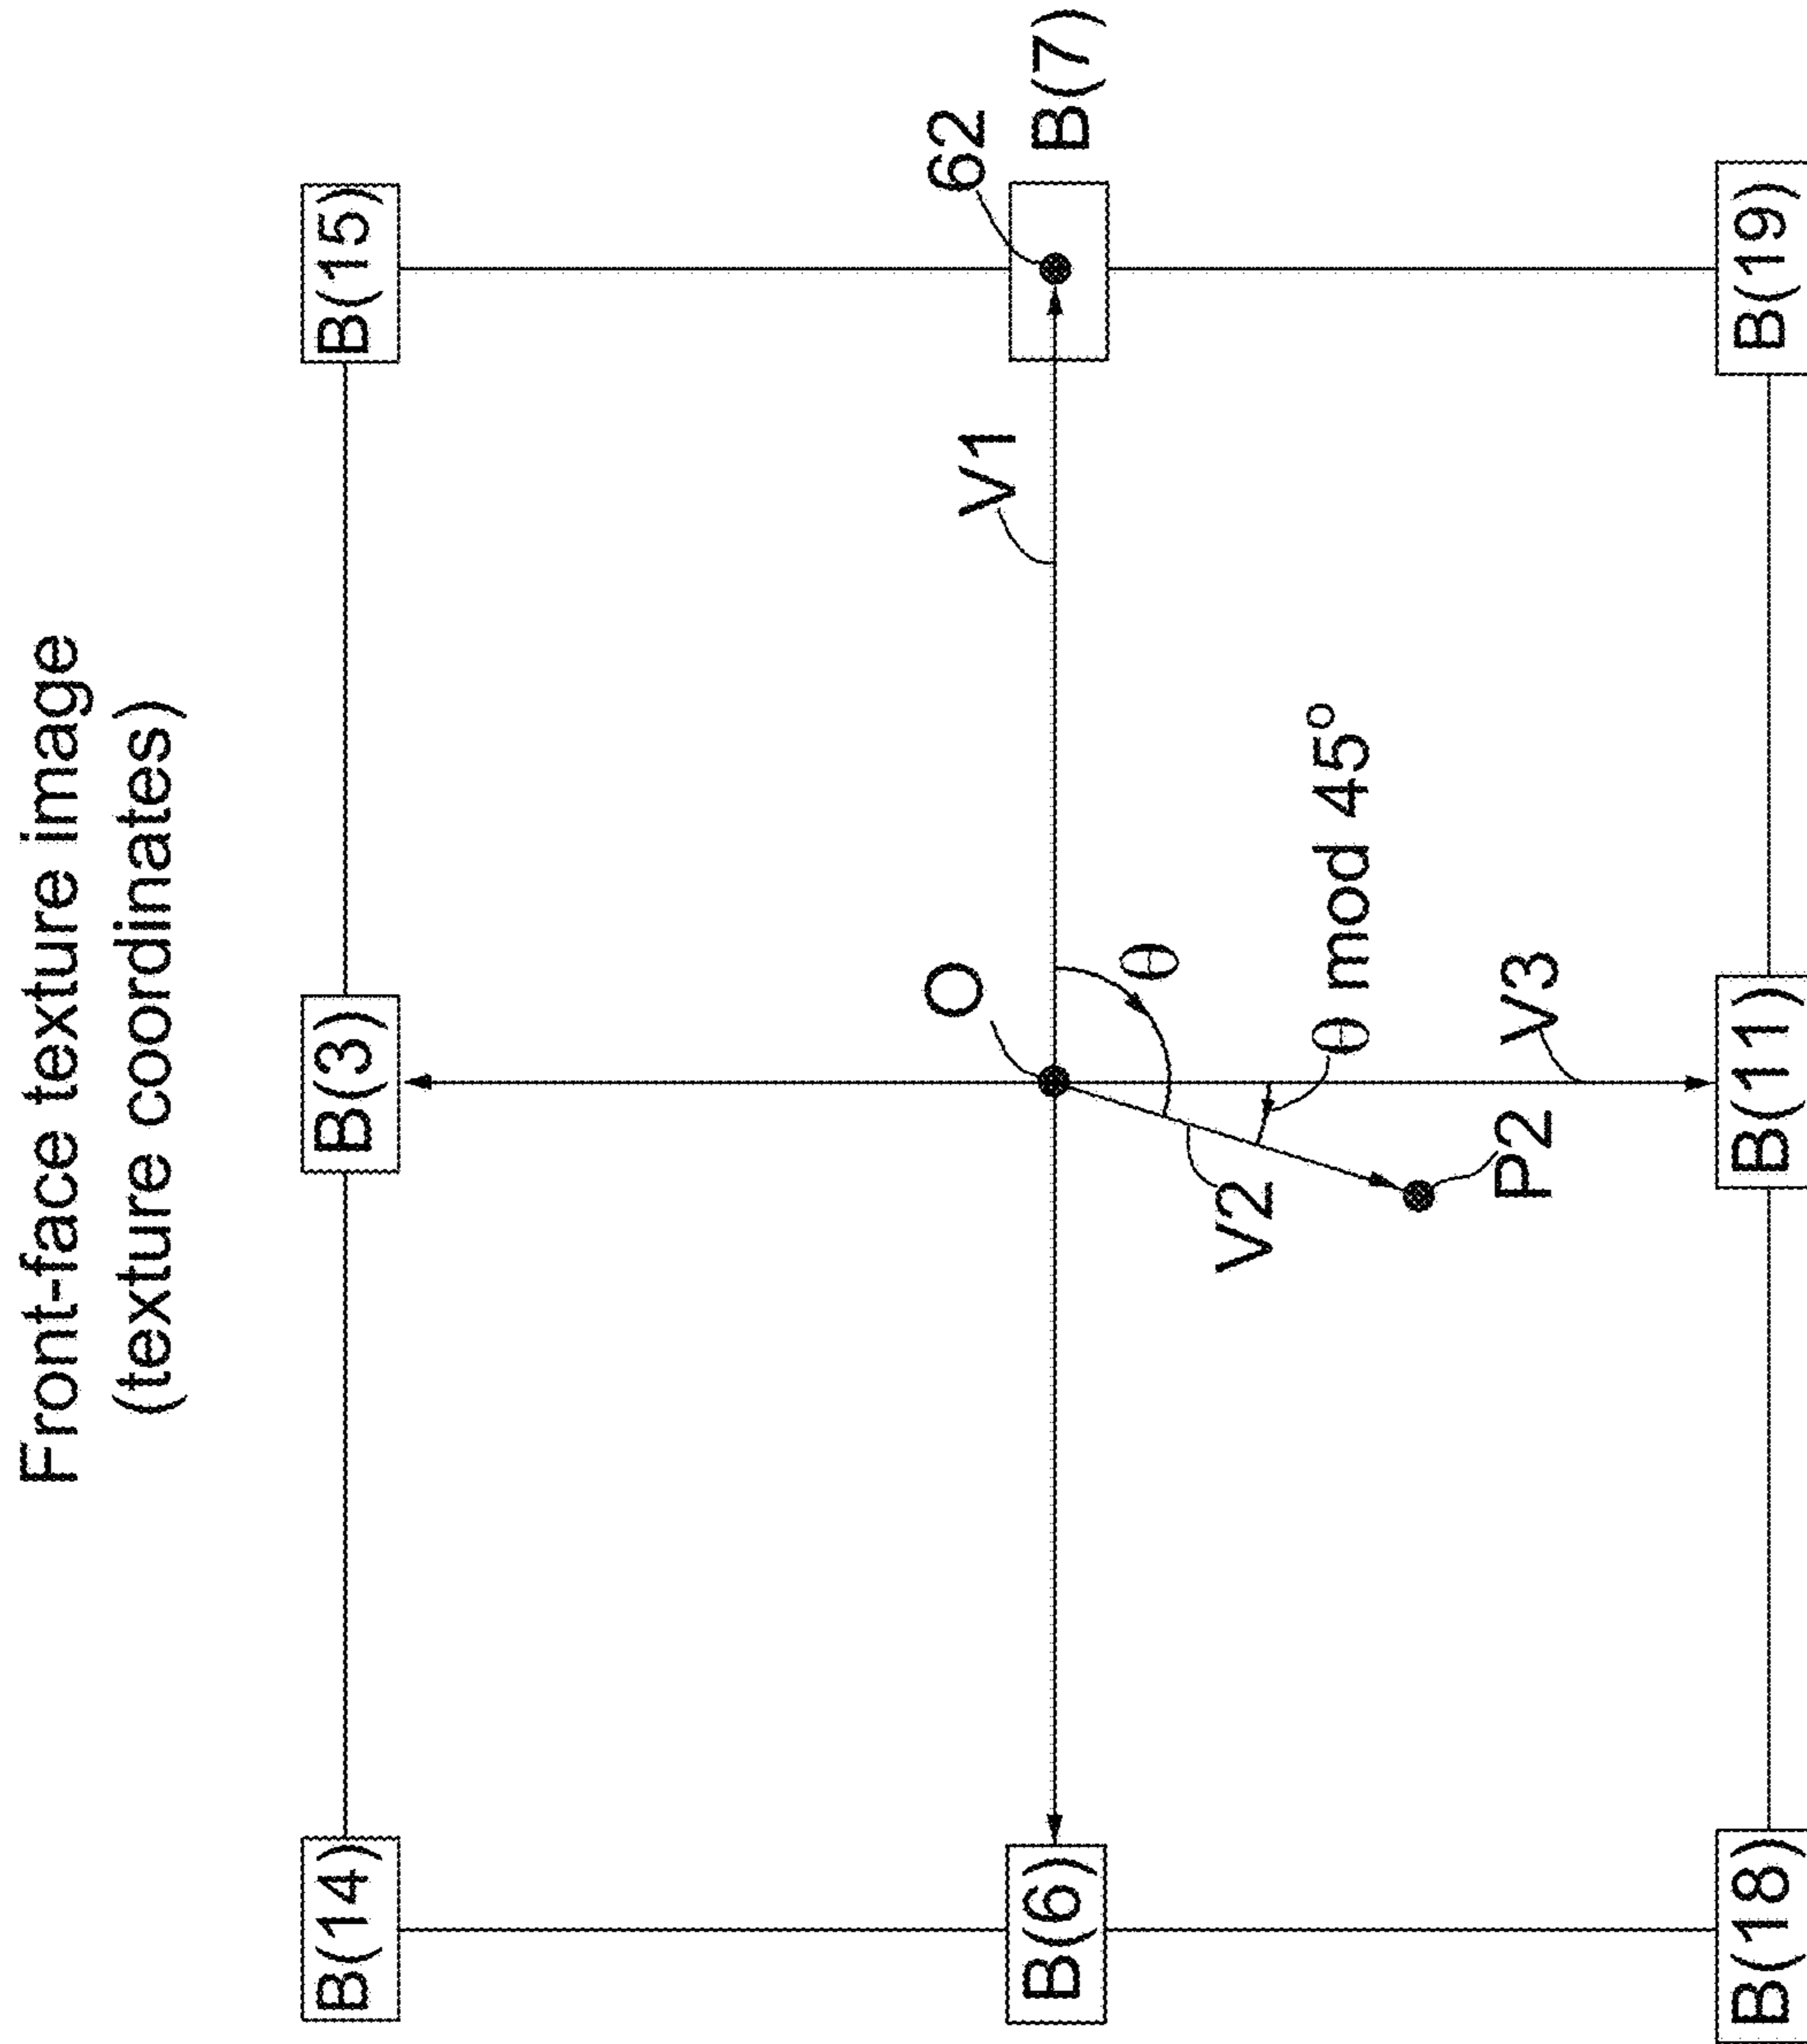 Front-face texture image
(texture coordinates)
B(14)
B(3)
B(15)
O
V1
62
B(6)
B(7)
θ
V2
θ mod 45°
P2
V3
B(18)
B(11)
B(19)